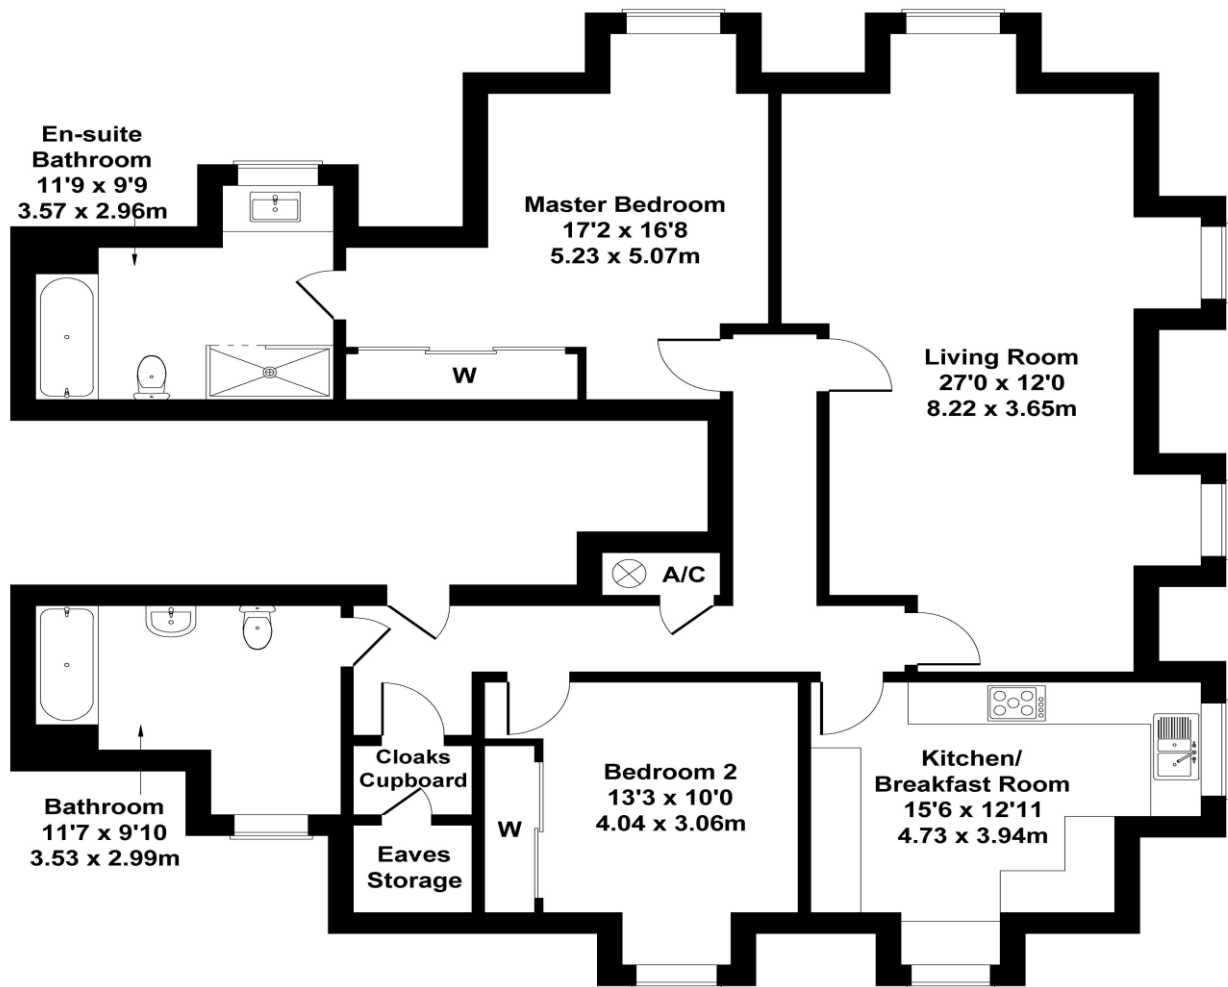 En-suite
Bathroom
11'9 x 9'9
3.57 x 2.96m
Master Bedroom
17'2 x 16'8
5.23 x 5.07m
W
Living Room
27'0 x 12'0
8.22 x 3.65m
A/C
Bathroom
11'7 x 9'10
3.53 x 2.99m
Cloaks
Cupboard
Eaves
Storage
W
Bedroom 2
13'3 x 10'0
4.04 x 3.06m
Kitchen/
Breakfast Room
15'6 x 12'11
4.73 x 3.94m